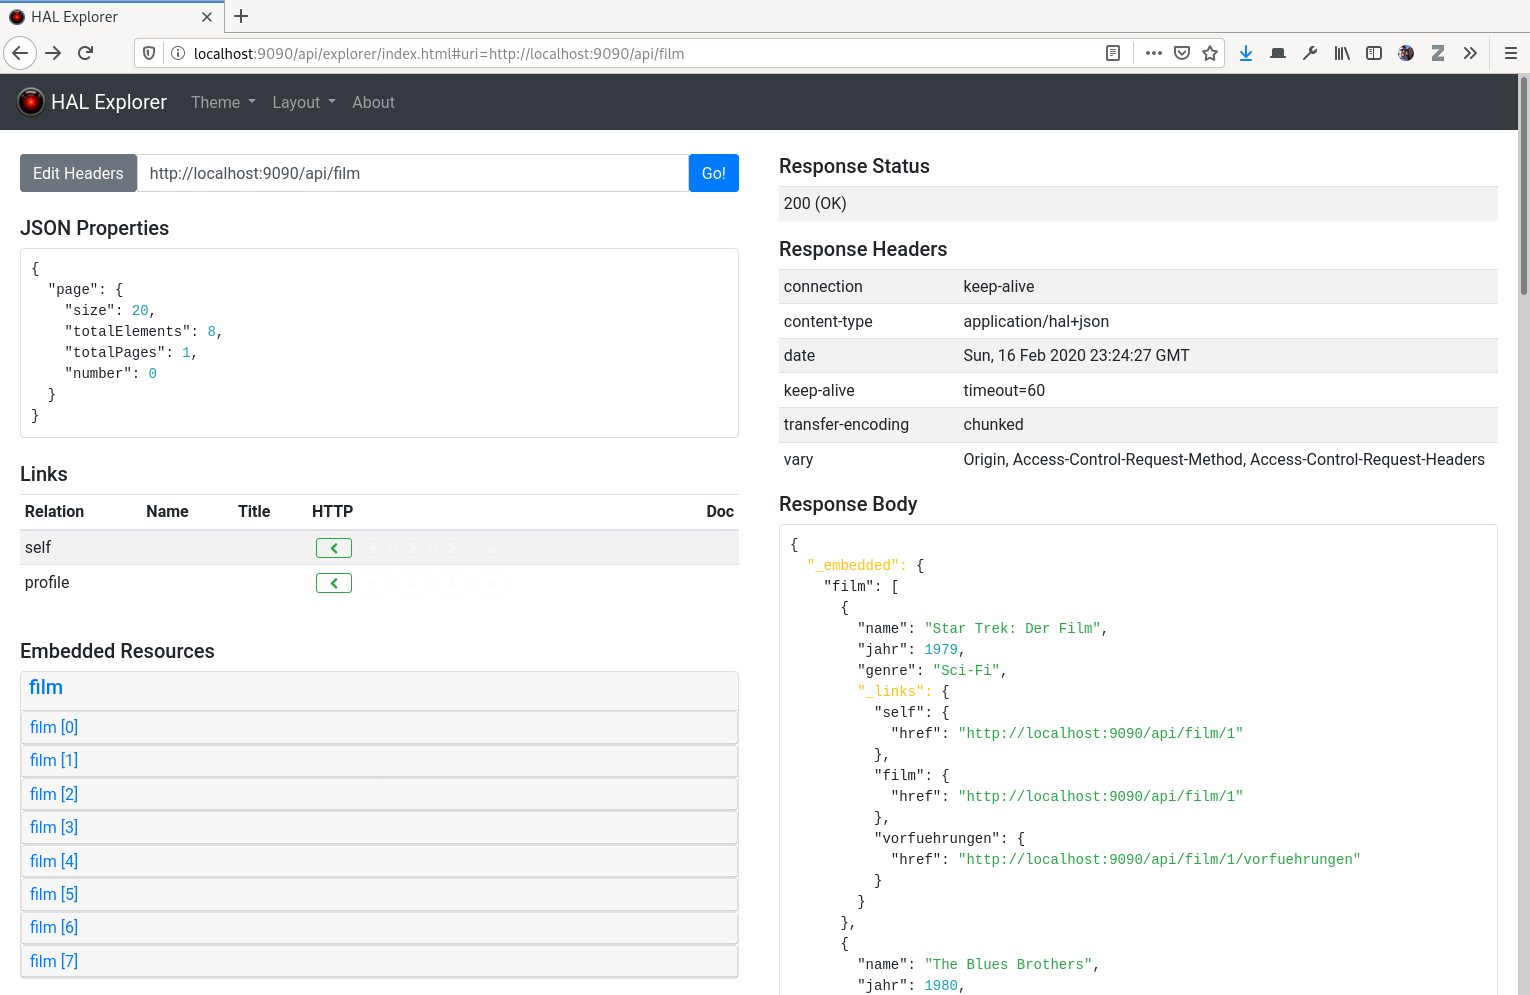 HAL Explorer
localhost:9090/api/explorer/index.html#uri=http://localhost:9090/api/film
HAL Explorer Theme Layout About
Edit Headers http://localhost:9090/api/film Go!
JSON Properties
{
"page": {
"size": 20,
"totalElements": 8,
"totalPages": 1,
"number": 0
}
}
Links
Relation Name Title HTTP Doc
self
profile
Embedded Resources
film
film [0]
film [1]
film [2]
film [3]
film [4]
film [5]
film [6]
film [7]
Response Status
200 (OK)
Response Headers
connection keep-alive
content-type application/hal+json
date Sun, 16 Feb 2020 23:24:27 GMT
keep-alive timeout=60
transfer-encoding chunked
vary Origin, Access-Control-Request-Method, Access-Control-Request-Headers
Response Body
{
"_embedded": {
"film": [
{
"name": "Star Trek: Der Film",
"jahr": 1979,
"genre": "Sci-Fi",
"_links": {
"self": {
"href": "http://localhost:9090/api/film/1"
},
"film": {
"href": "http://localhost:9090/api/film/1"
},
"vorfuehrungen": {
"href": "http://localhost:9090/api/film/1/vorfuehrungen"
}
}
},
{
"name": "The Blues Brothers",
"jahr": 1980,